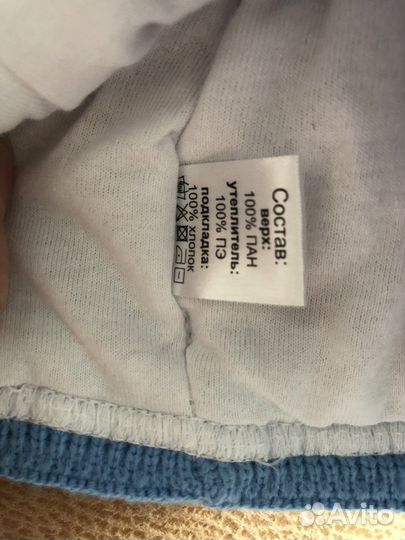 Состав:
верх:
100% ПАН
утеплитель:
100% ПЭ
подкладка:
100% ХЛОПОК
Avito